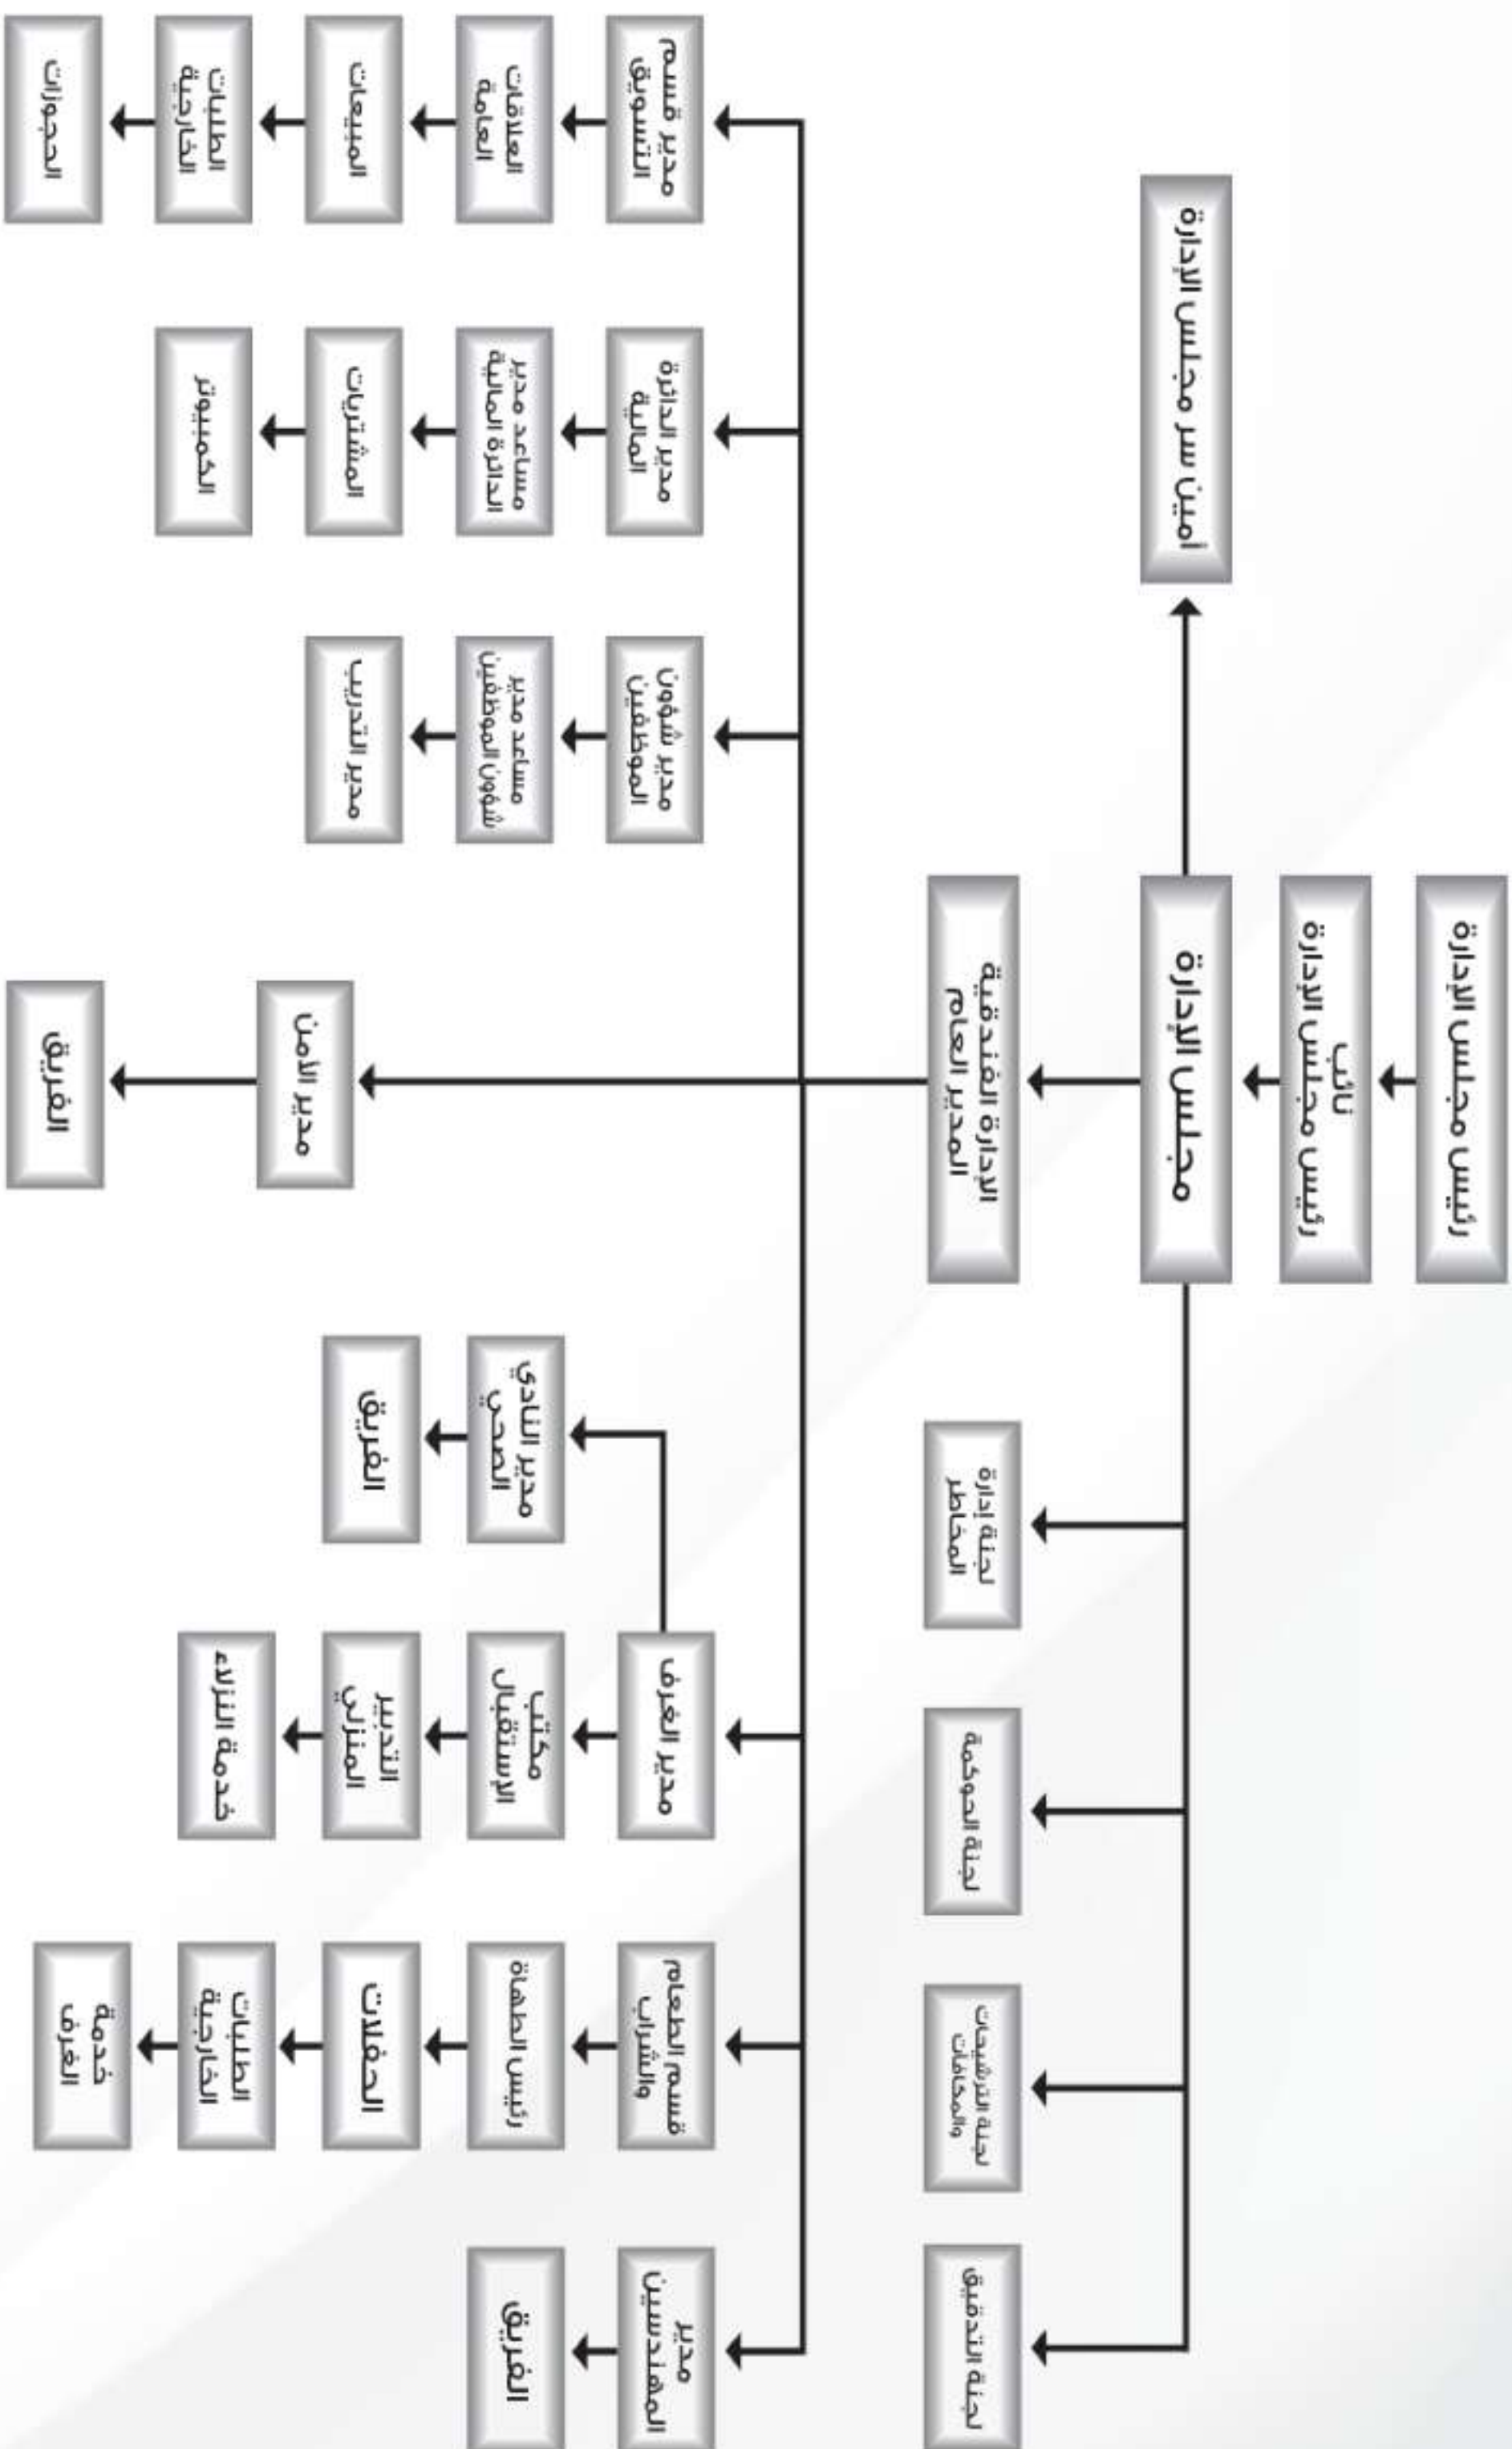 رئيس مجلس الإدارة
نائب
رئيس مجلس الإدارة
مجلس الإدارة
أمين سر مجلس الإدارة
الإدارة الفندقية
المدير العام
لجنة إدارة
المخاطر
لجنة الحوكمة
لجنة الترشيحات
والمكافآت
لجنة التدقيق
مدير قسم
التسويق
العلاقات
العامة
المبيعات
الطلبات
الخارجية
الحجوزات
مدير الدائرة
المالية
مساعد مدير
الدائرة المالية
المشتريات
الكمبيوتر
مدير شؤون
الموظفين
مساعد مدير
شؤون الموظفين
مدير التدريب
مدير الأمن
الفريق
مدير النادي
الصحي
الفريق
مدير الغرف
مكتب
الإستقبال
التدبير
المنزلي
خدمة النزلاء
قسم الطعام
والشراب
رئيس الطهاة
الحفلات
الطلبات
الخارجية
خدمة
الغرف
مدير
المهندسين
الفريق